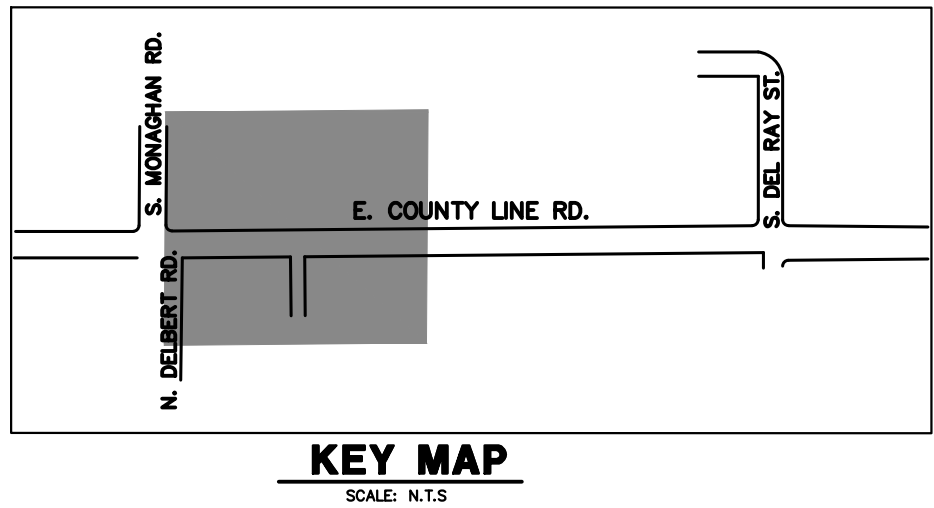 S. MONAGHAN RD.
S. DEL RAY ST.
E. COUNTY LINE RD.
N. DELBERT RD.
KEY MAP
SCALE: N.T.S